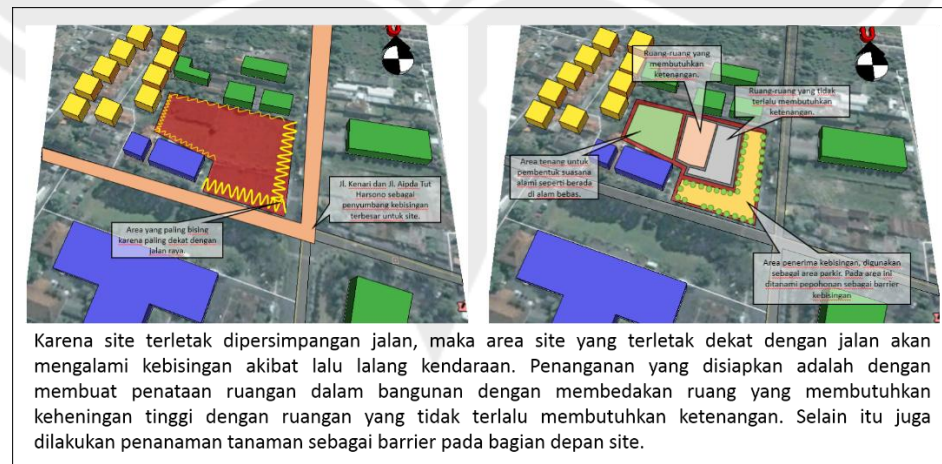 Jl. Kenari dan Jl. Aipda Tut
Harsono sebagai
penyumbang kebisingan
terbesar untuk site.
Area yang paling bising
karena paling dekat dengan
jalan raya.
Ruang-ruang yang
membutuhkan
ketenangan.
Ruang-ruang yang tidak
terlalu membutuhkan
ketenangan.
Area tenang untuk
pembentuk suasana
alami seperti berada
di alam bebas.
Area penerima kebisingan, digunakan
sebagai area parkir. Pada area ini
ditanami pepohonan sebagai barrier
kebisingan
Karena site terletak dipersimpangan jalan, maka area site yang terletak dekat dengan jalan akan
mengalami kebisingan akibat lalu lalang kendaraan. Penanganan yang disiapkan adalah dengan
membuat penataan ruangan dalam bangunan dengan membedakan ruang yang membutuhkan
keheningan tinggi dengan ruangan yang tidak terlalu membutuhkan ketenangan. Selain itu juga
dilakukan penanaman tanaman sebagai barrier pada bagian depan site.